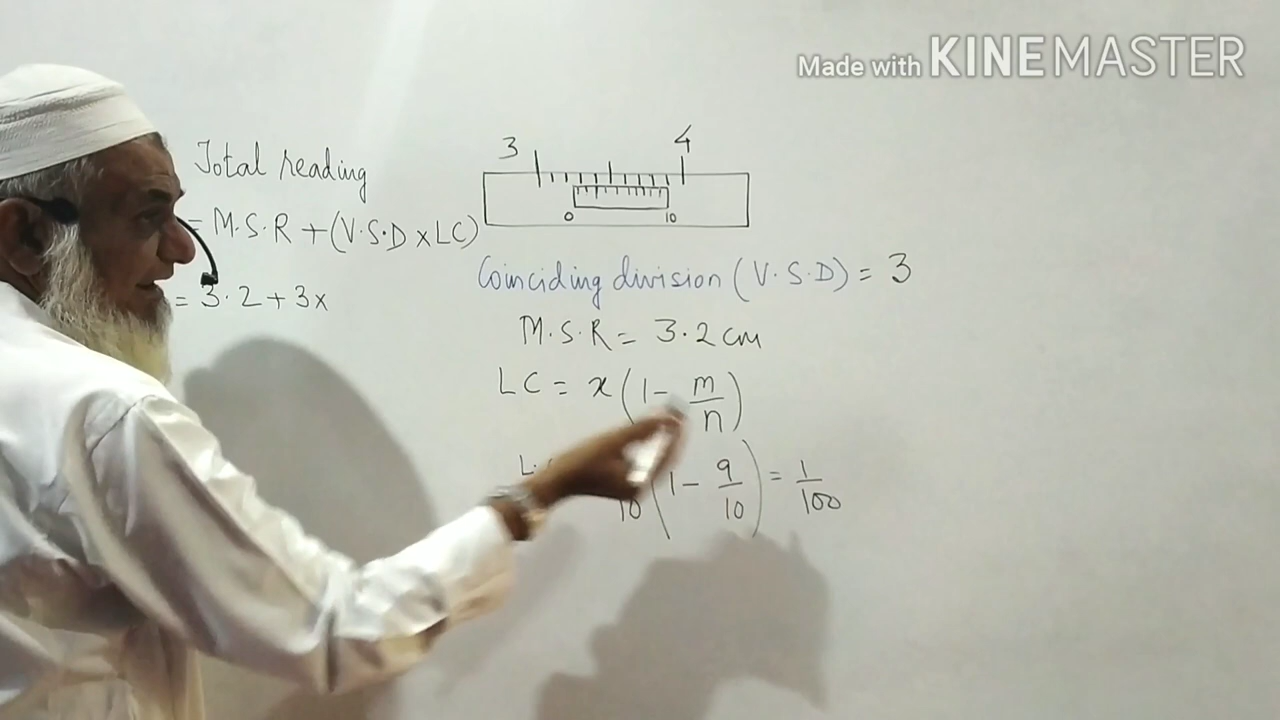 Made with KINEMASTER
Total reading
= M.S.R + (V.S.D x LC)
= 3.2 + 3x
3 4
0 10
Coinciding division (V.S.D) = 3
M.S.R = 3.2 cm
LC = x (1 - m/n)
10 (1 - 9/10) = 1/100